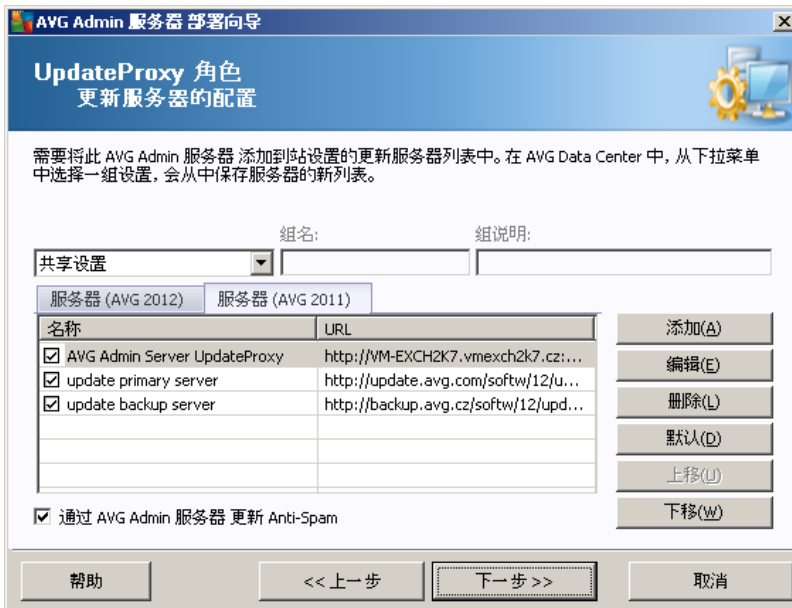 AVG Admin 服务器 部署向导
UpdateProxy 角色
更新服务器的配置
需要将此 AVG Admin 服务器 添加到站设置的更新服务器列表中。在 AVG Data Center 中, 从下拉菜单
中选择一组设置, 会从中保存服务器的新列表。
组名: 组说明:
共享设置
服务器 (AVG 2012) 服务器 (AVG 2011)
名称 URL
AVG Admin Server UpdateProxy http://VM-EXCH2K7.vmexch2k7.cz:...
update primary server http://update.avg.com/softw/12/u...
update backup server http://backup.avg.cz/softw/12/upd...
添加(A)
编辑(E)
删除(L)
默认(D)
上移(U)
下移(W)
通过 AVG Admin 服务器 更新 Anti-Spam
帮助 << 上一步 下一步 >> 取消